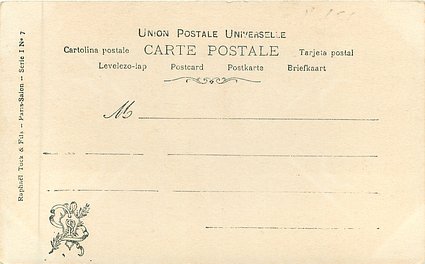 UNION POSTALE UNIVERSELLE
Cartolina postale CARTE POSTALE Tarjeta postal
Levelezo-lap Postcard Postkarte Briefkaart
M
Raphaël Tuck & Fils — Paris-Salon — Serie I Nº 7